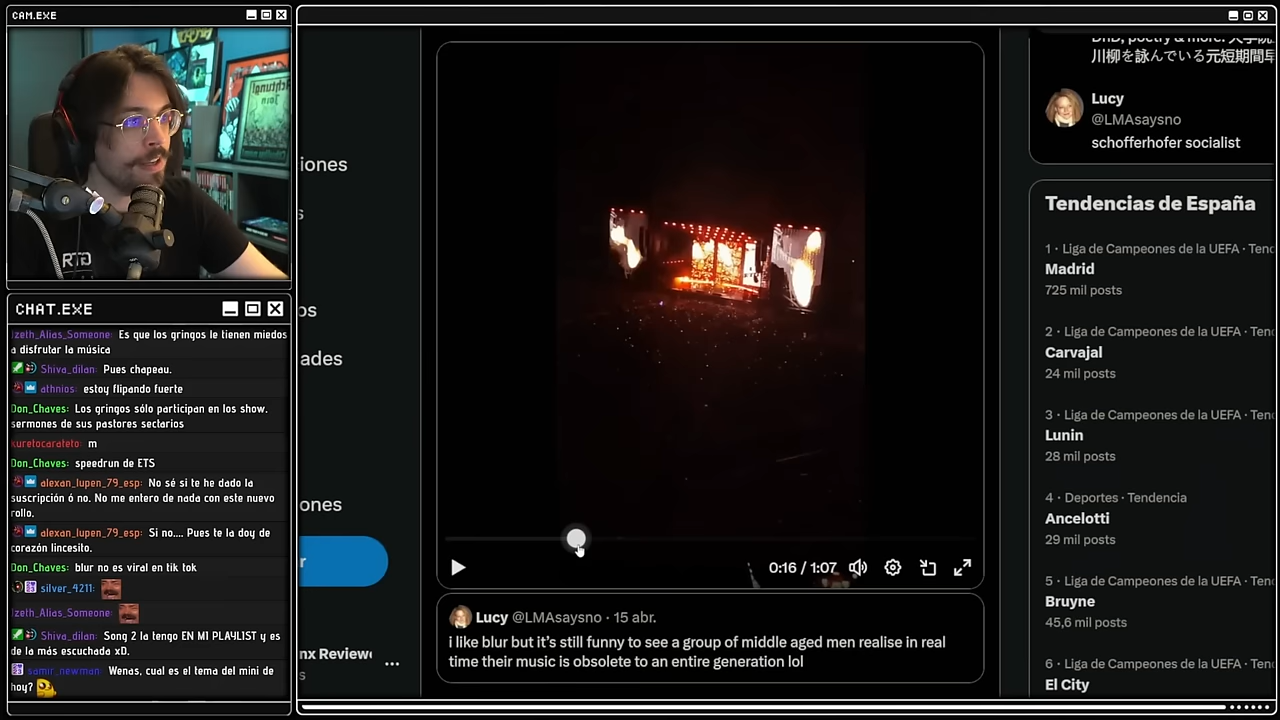 CAM.EXE
Achtung!
Join
RTG
CHAT.EXE
Izeth_Alias_Someone: Es que los gringos le tienen miedos
a disfrutar la música
Shiva_dilan: Pues chapeau.
athnios: estoy flipando fuerte
Don_Chaves: Los gringos sólo participan en los show.
sermones de sus pastores sectarios
kuretocarateto: m
Don_Chaves: speedrun de ETS
alexan_lupen_79_esp: No sé si te he dado la
suscripción ó no. No me entero de nada con este nuevo
rollo.
alexan_lupen_79_esp: Si no.... Pues te la doy de
corazón lincesito.
Don_Chaves: blur no es viral en tik tok
silver_4211:
Izeth_Alias_Someone:
Shiva_dilan: Song 2 la tengo EN MI PLAYLIST y es
de la más escuchada xD.
samir_newman: Wenas, cual es el tema del mini de
hoy?
iones
s
os
ades
ones
r
nx Review
s
0:16 / 1:07
Lucy @LMAsaysno · 15 abr.
i like blur but it's still funny to see a group of middle aged men realise in real
time their music is obsolete to an entire generation lol
DnD, poetry & more.
川柳を詠んでいる元短期間早
Lucy
@LMAsaysno
schofferhofer socialist
Tendencias de España
1 · Liga de Campeones de la UEFA · Tenc
Madrid
725 mil posts
2 · Liga de Campeones de la UEFA · Tenc
Carvajal
24 mil posts
3 · Liga de Campeones de la UEFA · Tenc
Lunin
28 mil posts
4 · Deportes · Tendencia
Ancelotti
29 mil posts
5 · Liga de Campeones de la UEFA · Tenc
Bruyne
45,6 mil posts
6 · Liga de Campeones de la UEFA · Tenc
El City